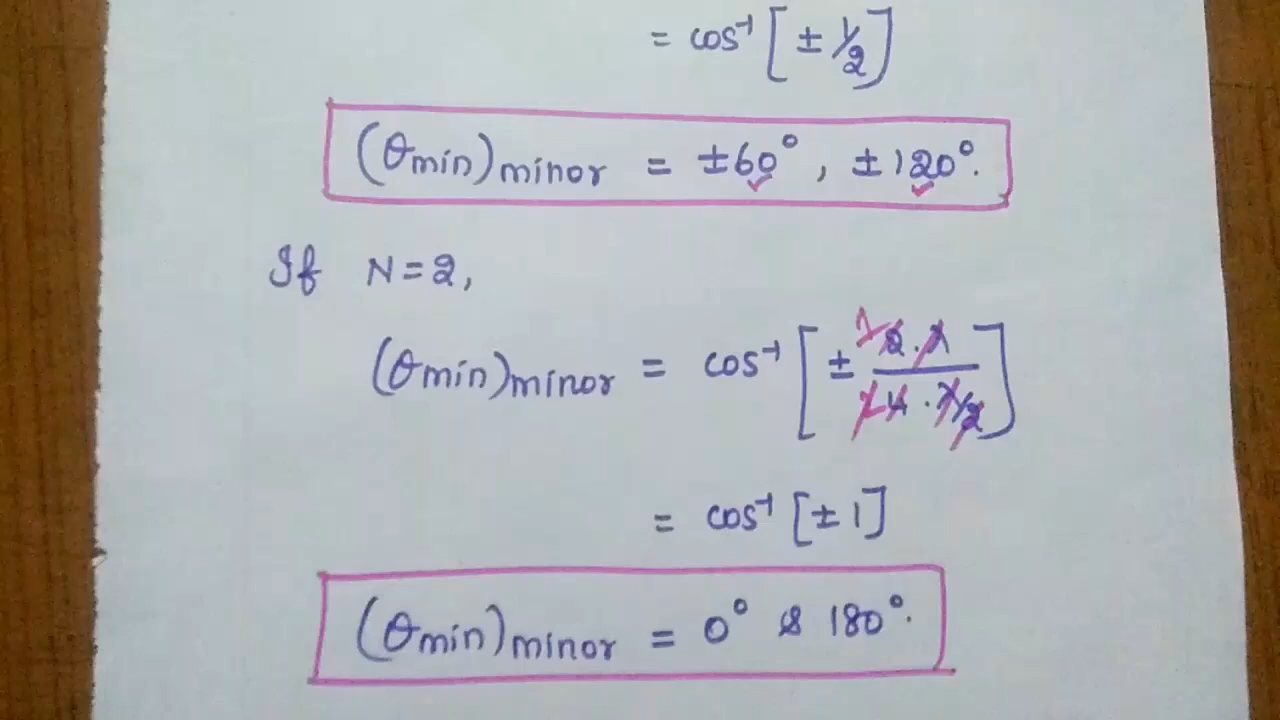 = cos⁻¹ [± 1/2]
(θmin)minor = ±60°, ±120°.
If N=2,
(θmin)minor = cos⁻¹ [± 2.λ / 4.λ/2]
= cos⁻¹ [± 1]
(θmin)minor = 0° & 180°.